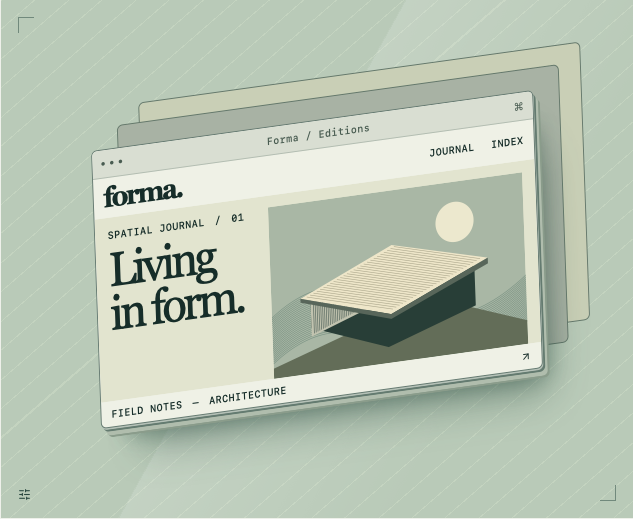 Forma / Editions
⌘
JOURNAL INDEX
forma.
SPATIAL JOURNAL / 01
Living
in form.
FIELD NOTES — ARCHITECTURE